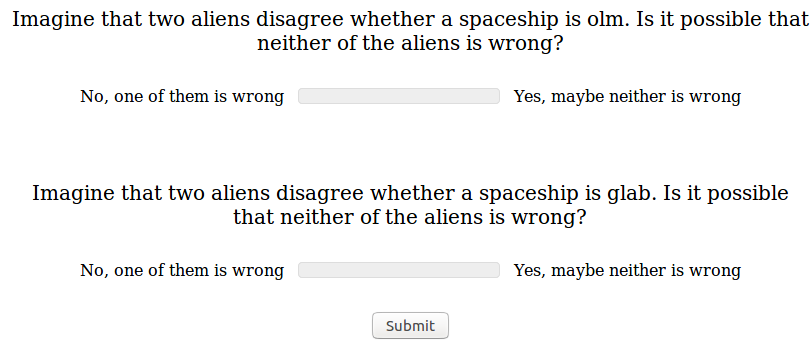 Imagine that two aliens disagree whether a spaceship is olm. Is it possible that
neither of the aliens is wrong?
No, one of them is wrong Yes, maybe neither is wrong
Imagine that two aliens disagree whether a spaceship is glab. Is it possible
that neither of the aliens is wrong?
No, one of them is wrong Yes, maybe neither is wrong
Submit